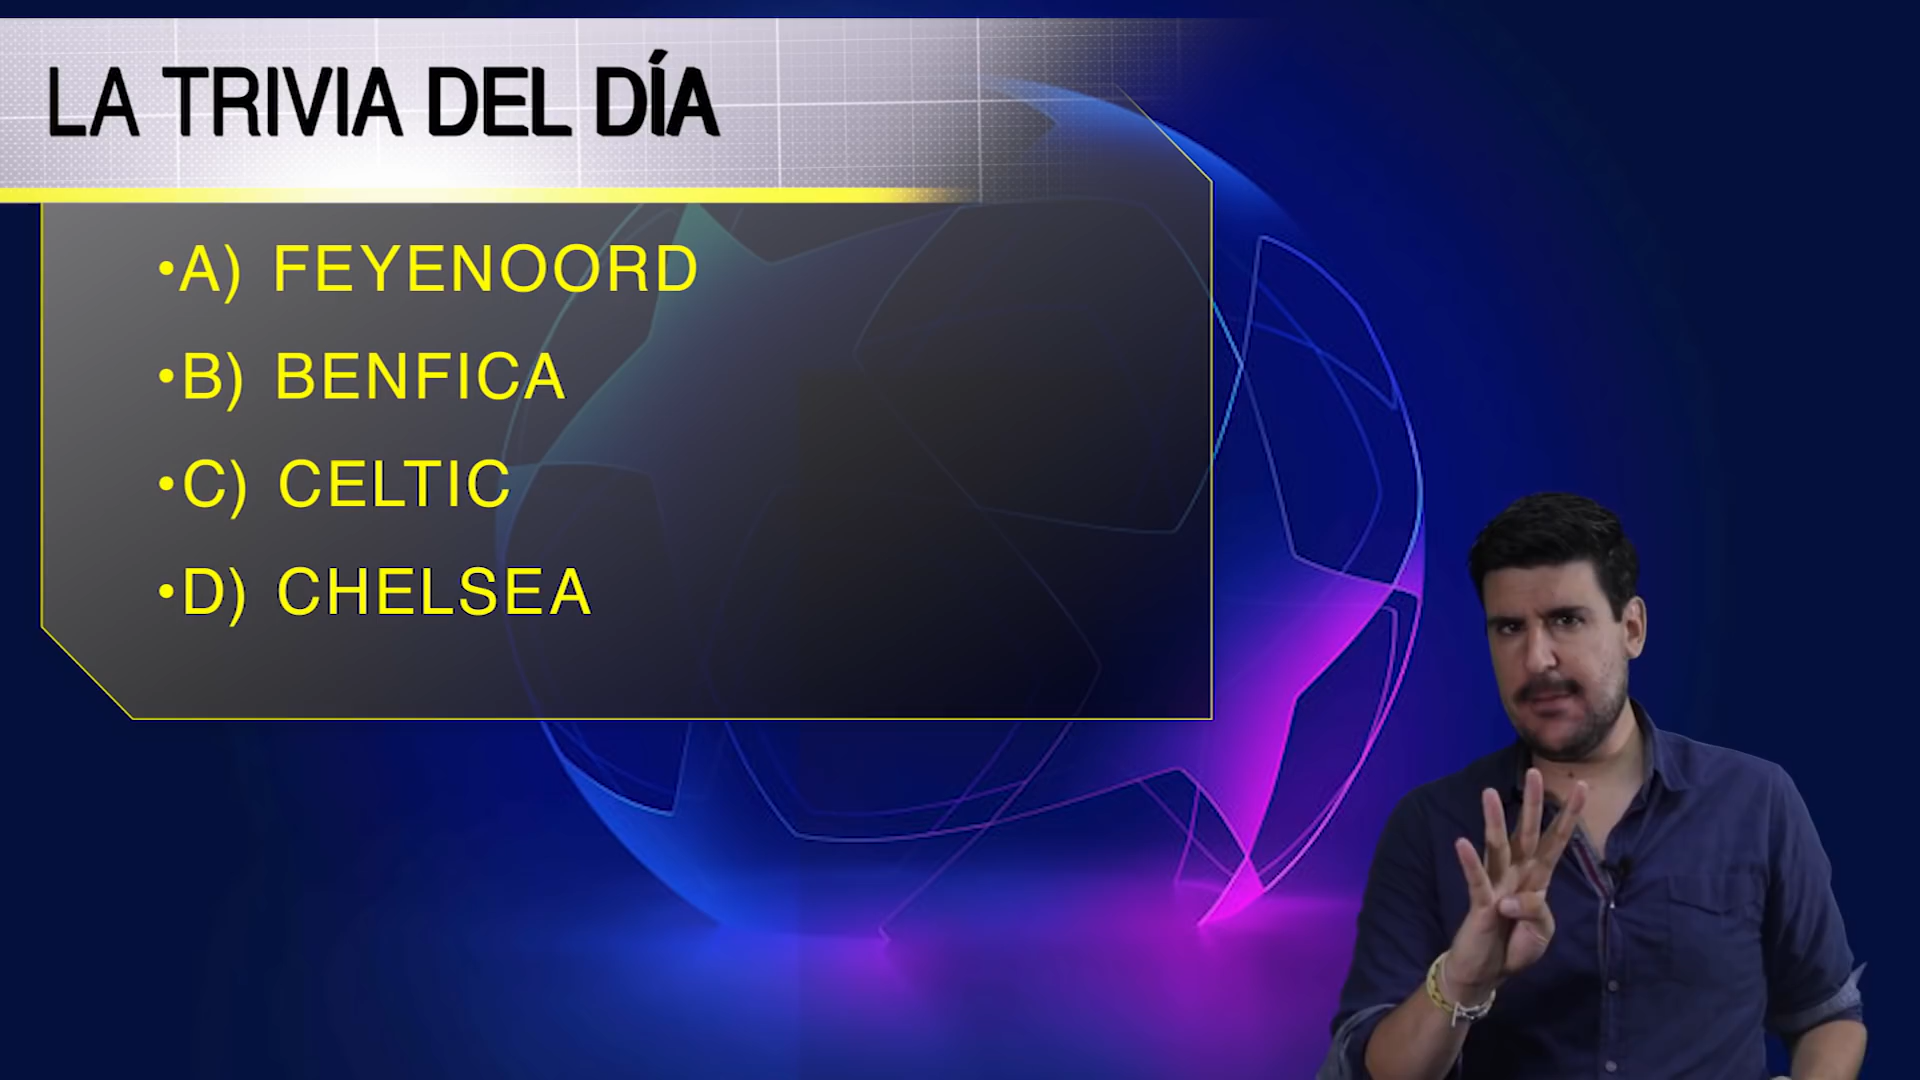 LA TRIVIA DEL DÍA
•A) FEYENOORD
•B) BENFICA
•C) CELTIC
•D) CHELSEA